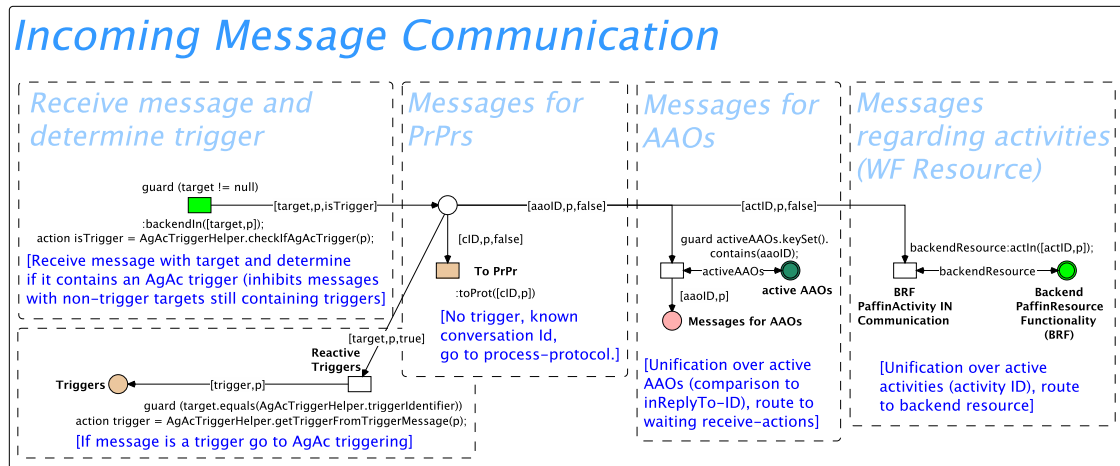 Incoming Message Communication
Receive message and
determine trigger
guard (target != null)
[target,p,isTrigger]
:backendIn([target,p]);
action isTrigger = AgAcTriggerHelper.checkIfAgAcTrigger(p);
[Receive message with target and determine
if it contains an AgAc trigger (inhibits messages
with non-trigger targets still containing triggers]
Messages for
PrPrs
[cID,p,false]
To PrPr
:toProt([cID,p])
[No trigger, known
conversation Id,
go to process-protocol.]
[target,p,true]
Reactive
Triggers
Triggers
[trigger,p]
guard (target.equals(AgAcTriggerHelper.triggerIdentifier))
action trigger = AgAcTriggerHelper.getTriggerFromTriggerMessage(p);
[If message is a trigger go to AgAc triggering]
Messages for
AAOs
[aaoID,p,false]
guard activeAAOs.keySet().
contains(aaoID);
activeAAOs
active AAOs
[aaoID,p]
Messages for AAOs
[Unification over active
AAOs (comparison to
inReplyTo-ID), route to
waiting receive-actions]
Messages
regarding activities
(WF Resource)
[actID,p,false]
backendResource:actIn([actID,p]);
backendResource
BRF
PaffinActivity IN
Communication
Backend
PaffinResource
Functionality
(BRF)
[Unification over active
activities (activity ID), route
to backend resource]